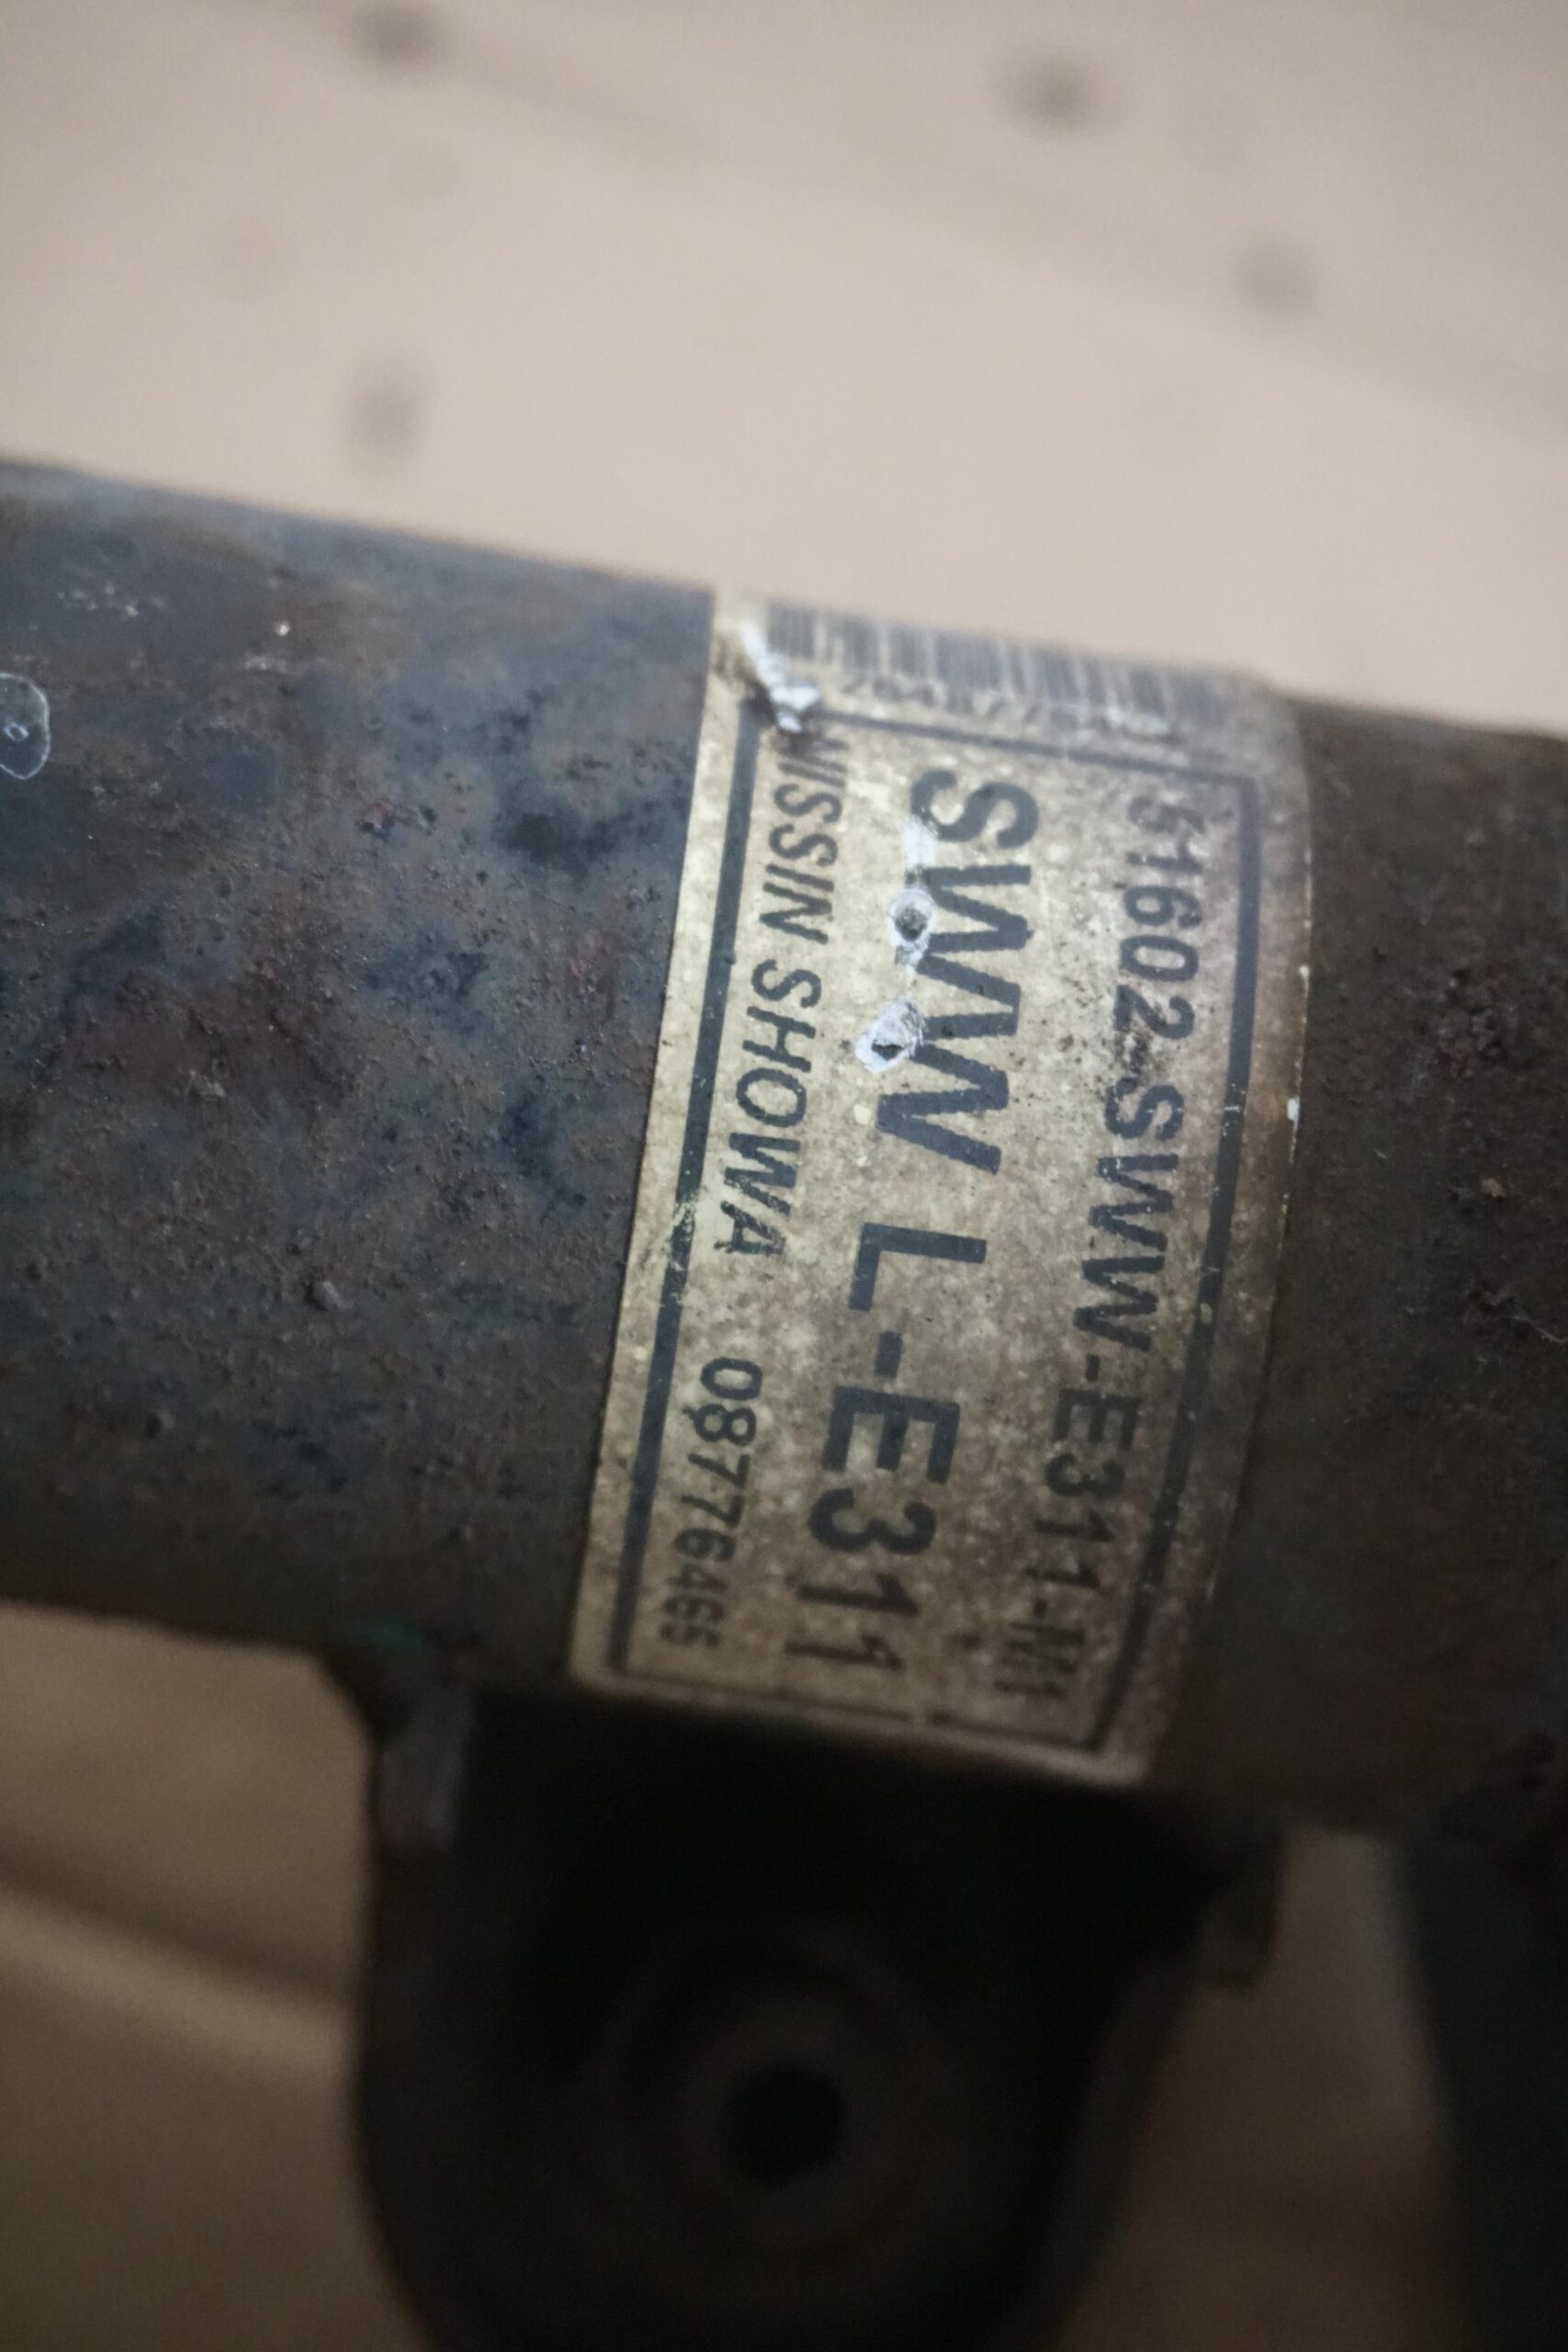 51602-SWW-E311-M1
SWW L-E311
NISSIN SHOWA 08776465